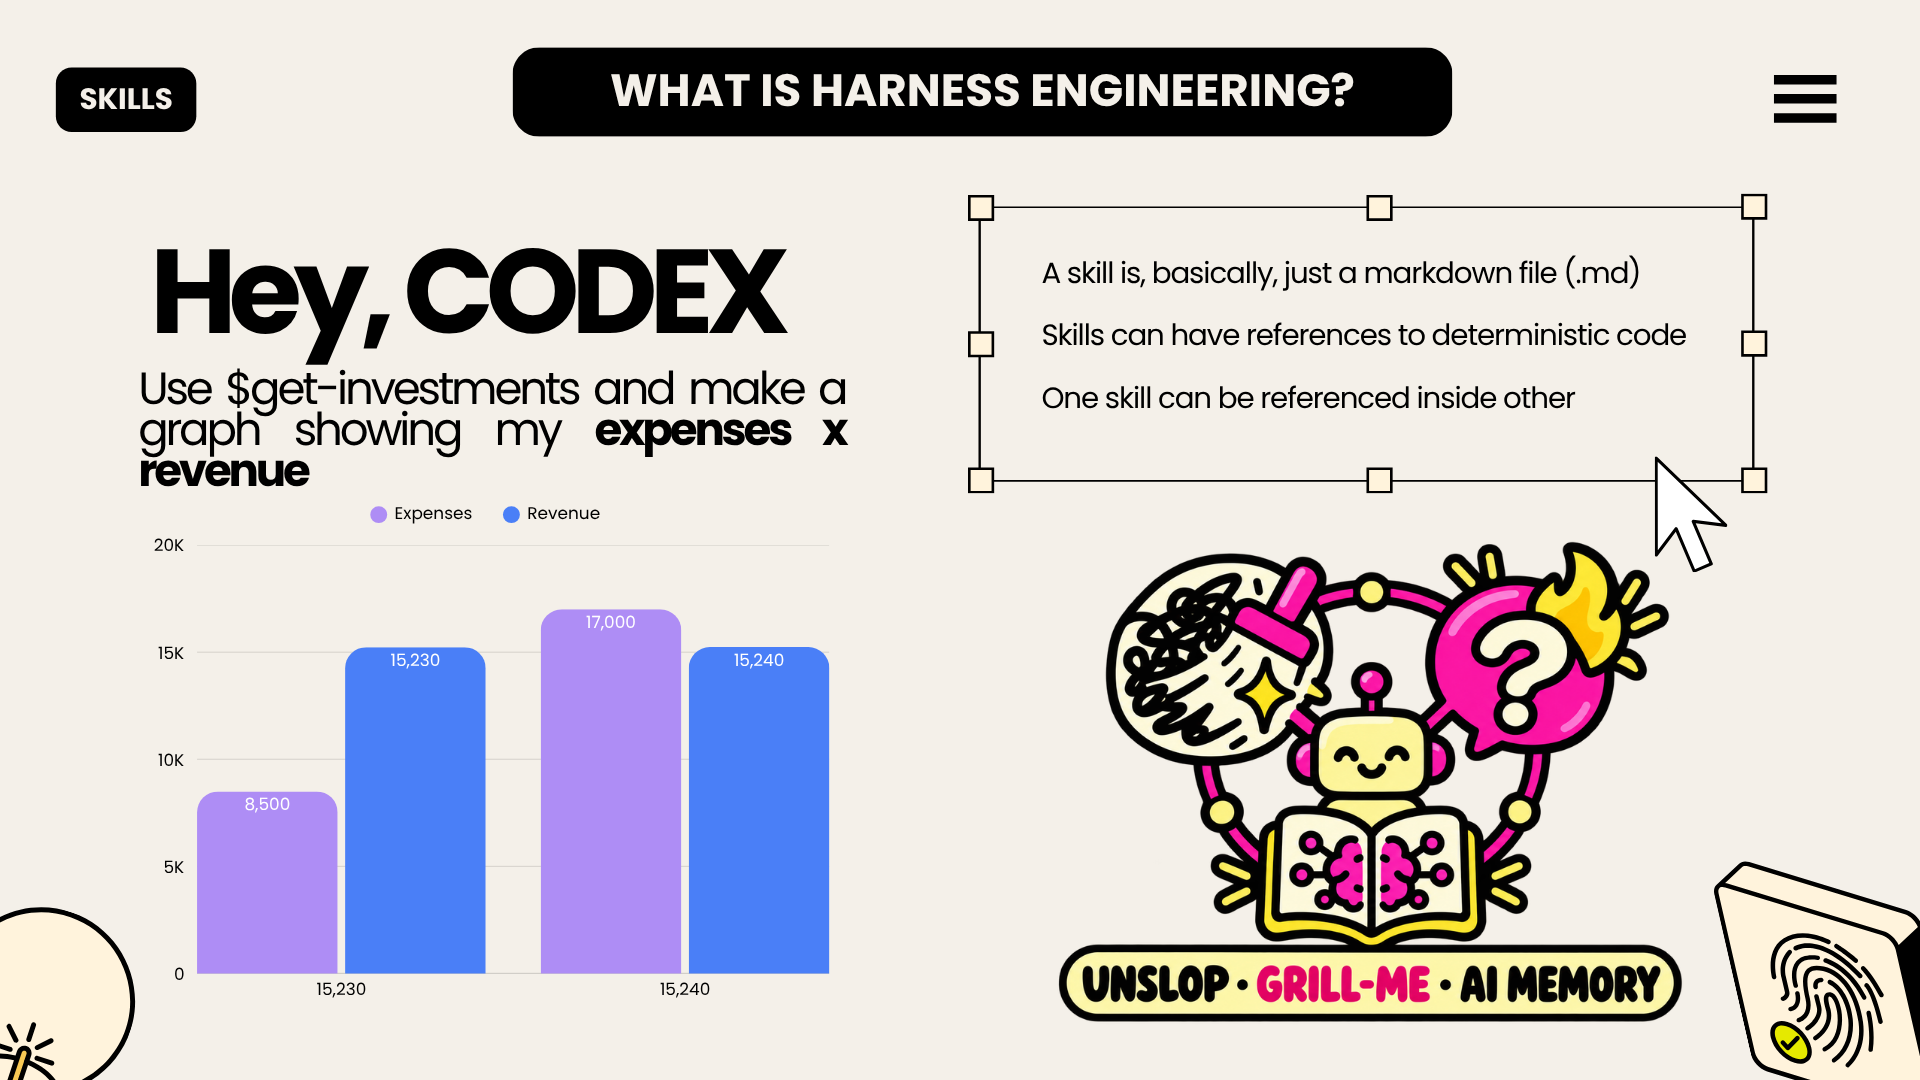 SKILLS
WHAT IS HARNESS ENGINEERING?
Hey, CODEX
Use $get-investments and make a
graph showing my expenses x
revenue
Expenses Revenue
20K
15K
10K
5K
0
8,500
15,230
17,000
15,240
15,230
15,240
A skill is, basically, just a markdown file (.md)
Skills can have references to deterministic code
One skill can be referenced inside other
?
UNSLOP · GRILL-ME · AI MEMORY